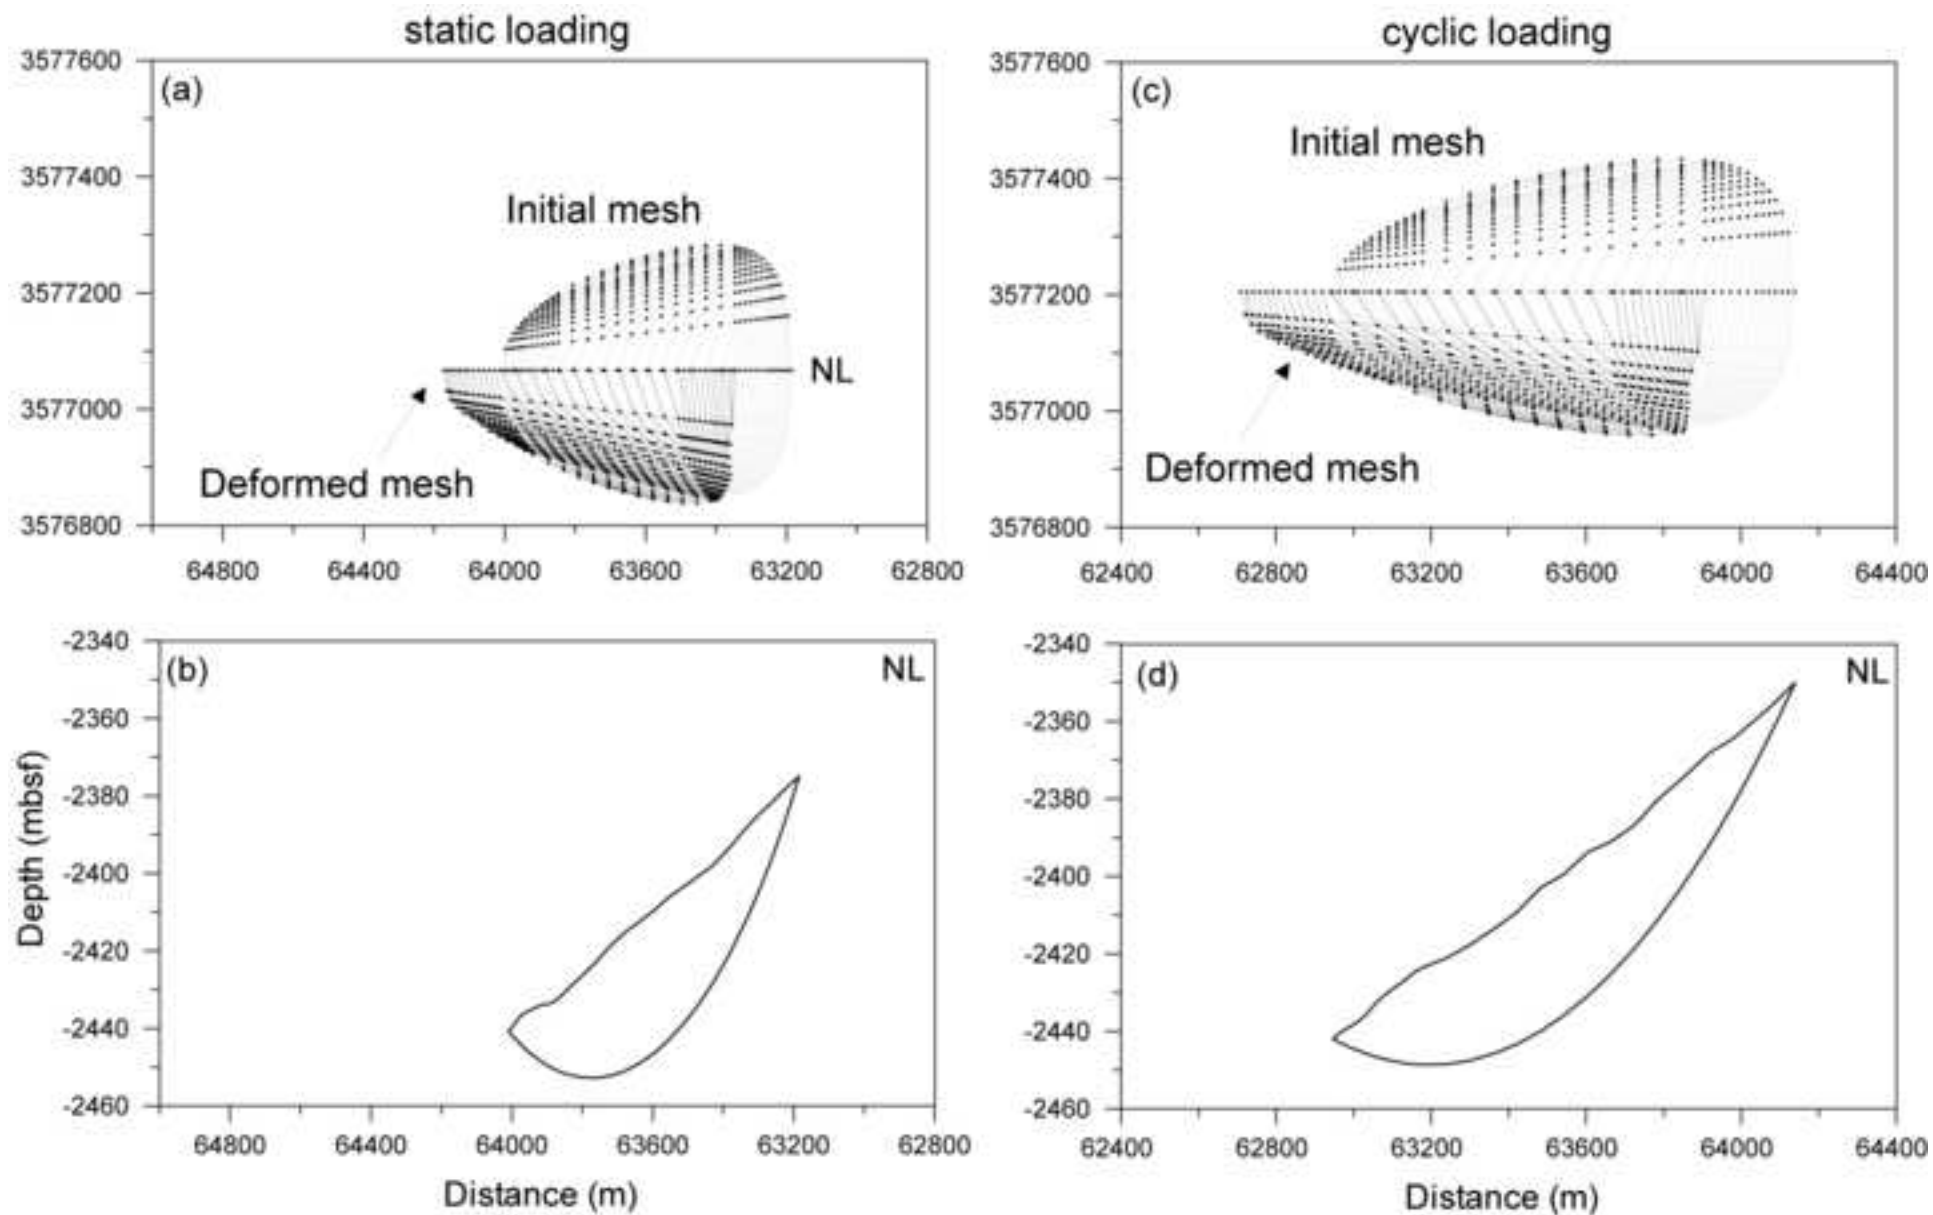 static loading
3577600
(a)
Initial mesh
3577400
3577200
NL
3577000
Deformed mesh
3576800
64800 64400 64000 63600 63200 62800
cyclic loading
3577600
(c)
Initial mesh
3577400
3577200
3577000
Deformed mesh
3576800
62400 62800 63200 63600 64000 64400
-2340
(b)
NL
-2360
-2380
-2400
-2420
-2440
-2460
Depth (mbsf)
64800 64400 64000 63600 63200 62800
Distance (m)
-2340
(d)
NL
-2360
-2380
-2400
-2420
-2440
-2460
62400 62800 63200 63600 64000 64400
Distance (m)